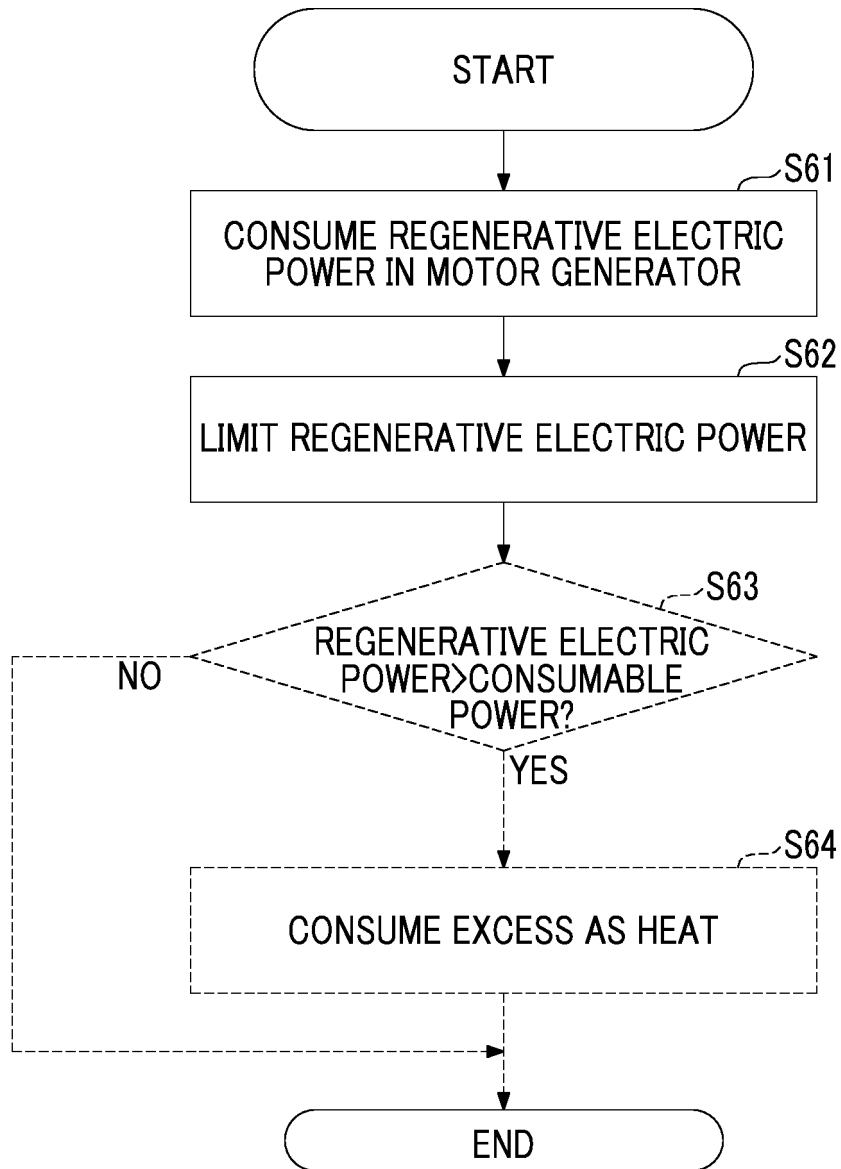 START
S61
CONSUME REGENERATIVE ELECTRIC
POWER IN MOTOR GENERATOR
S62
LIMIT REGENERATIVE ELECTRIC POWER
S63
REGENERATIVE ELECTRIC
POWER>CONSUMABLE
POWER?
NO
YES
S64
CONSUME EXCESS AS HEAT
END